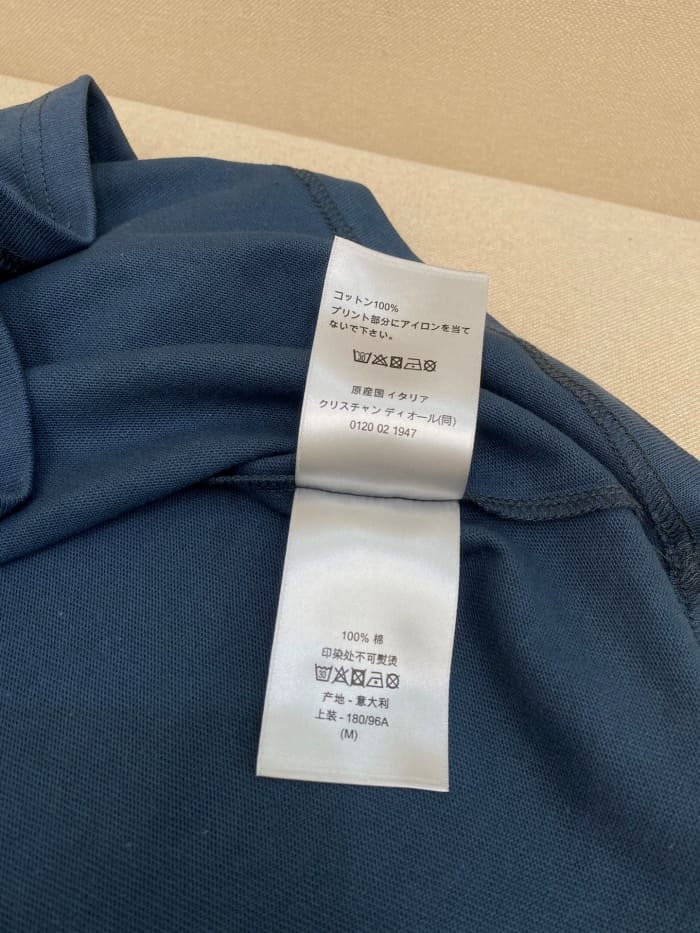 コットン100%
プリント部分にアイロンを当て
ないで下さい。
30
原産国 イタリア
クリスチャン ディオール(同)
0120 02 1947
100% 棉
印染处不可熨烫
30
产地 - 意大利
上装 - 180/96A
(M)